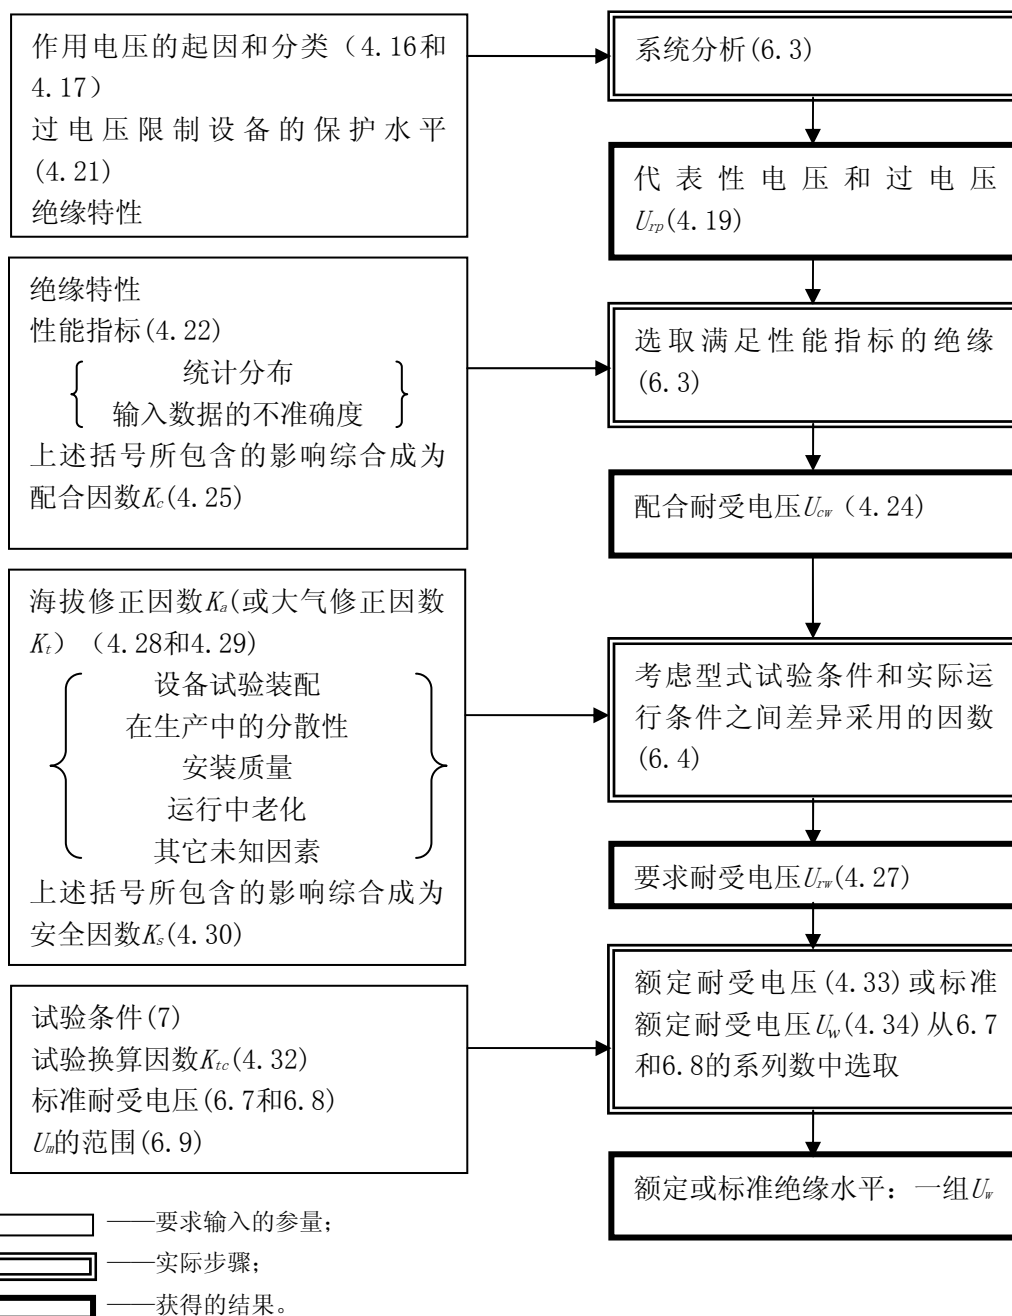 作用电压的起因和分类（4.16和
4.17）
过电压限制设备的保护水平
(4.21)
绝缘特性
系统分析(6.3)
代表性电压和过电压
Urp(4.19)
绝缘特性
性能指标(4.22)
统计分布
输入数据的不准确度
上述括号所包含的影响综合成为
配合因数Kc(4.25)
选取满足性能指标的绝缘
(6.3)
配合耐受电压Ucw（4.24）
海拔修正因数Ka(或大气修正因数
Kt）（4.28和4.29）
设备试验装配
在生产中的分散性
安装质量
运行中老化
其它未知因素
上述括号所包含的影响综合成为
安全因数Ks(4.30)
考虑型式试验条件和实际运
行条件之间差异采用的因数
(6.4)
要求耐受电压Urw(4.27)
试验条件(7)
试验换算因数Ktc(4.32)
标准耐受电压(6.7和6.8)
Um的范围(6.9)
额定耐受电压(4.33)或标准
额定耐受电压Uw(4.34)从6.7
和6.8的系列数中选取
额定或标准绝缘水平：一组Uw
——要求输入的参量；
——实际步骤；
——获得的结果。